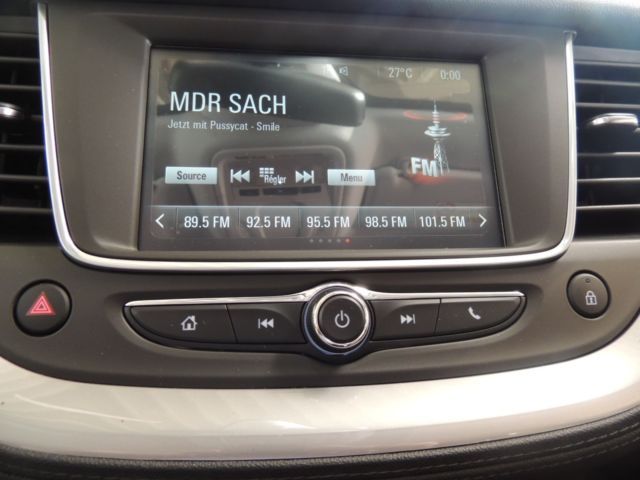 27°C 0:00
MDR SACH
Jetzt mit Pussycat - Smile
FM
Source Régler Menu
89.5 FM 92.5 FM 95.5 FM 98.5 FM 101.5 FM